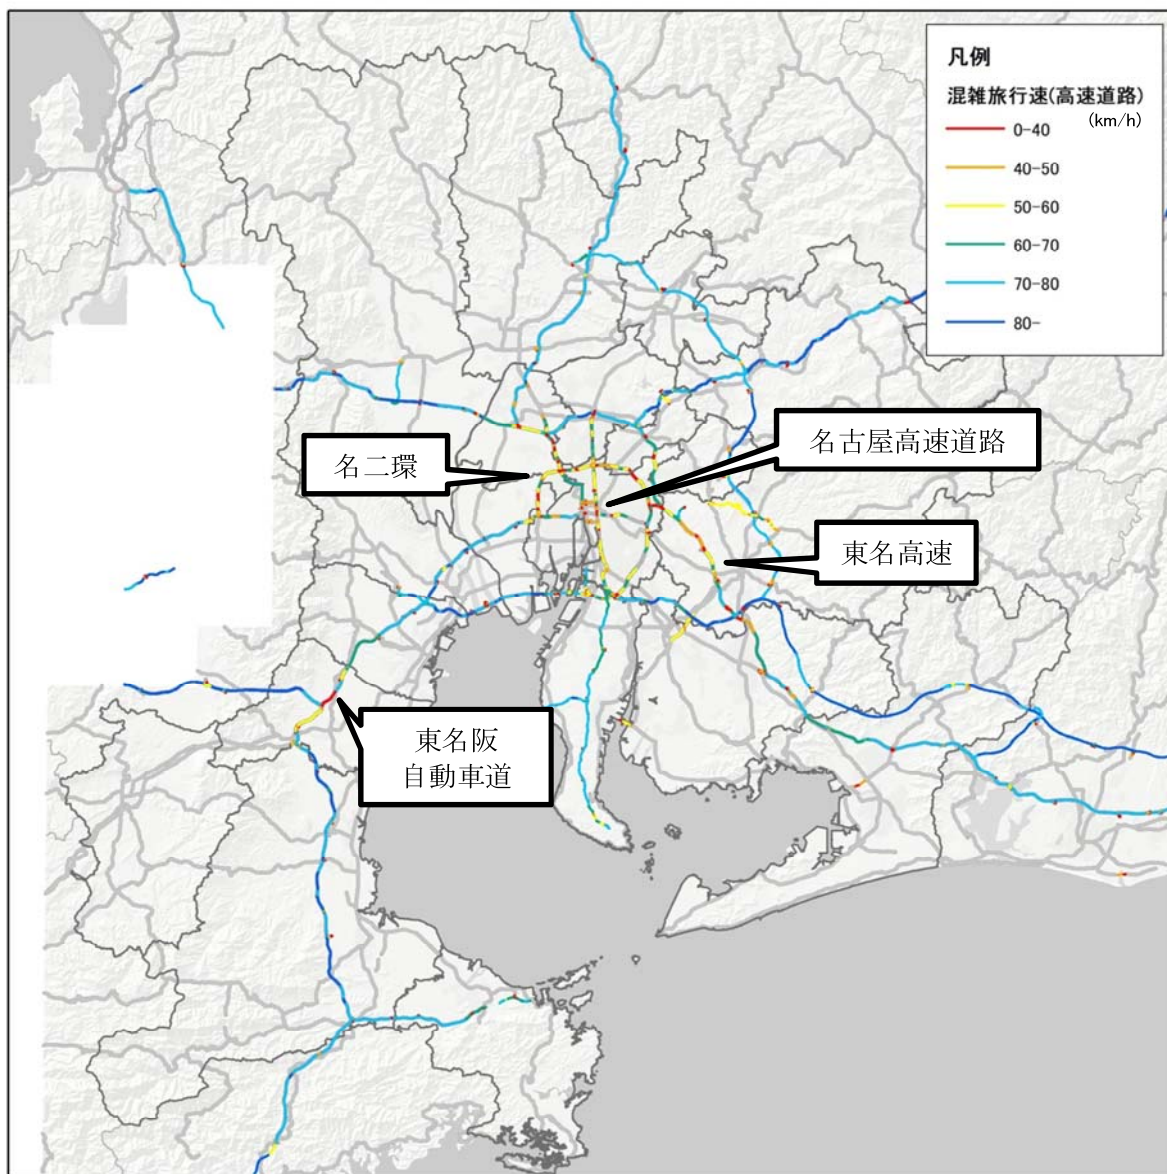 凡例
混雑旅行速(高速道路)
(km/h)
0-40
40-50
50-60
60-70
70-80
80-
名古屋高速道路
名二環
東名高速
東名阪
自動車道